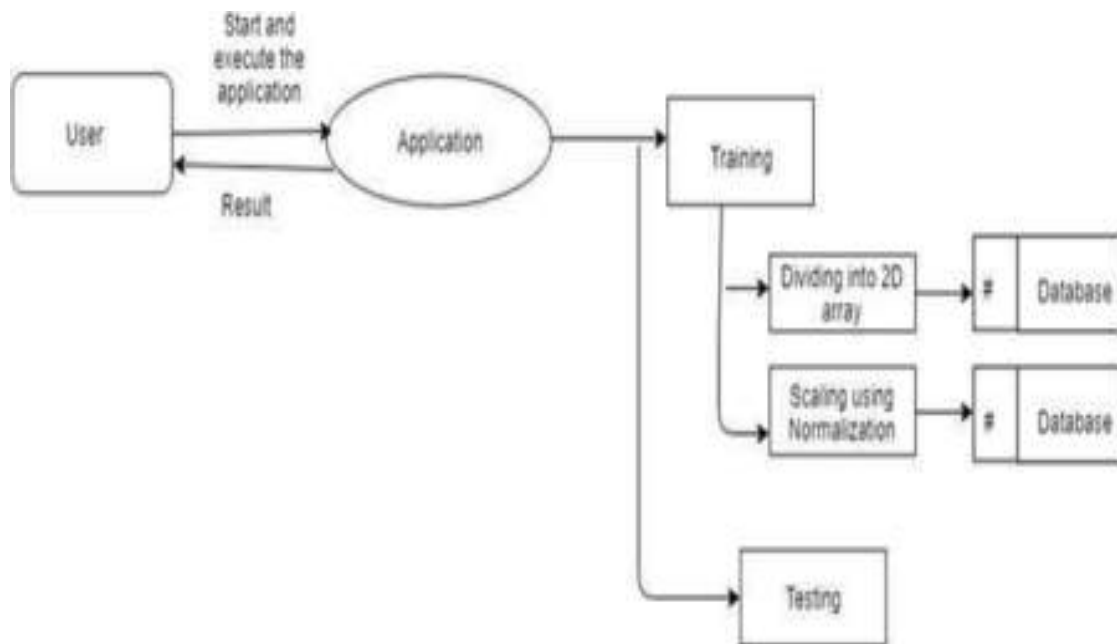 Start and
execute the
application
User
Application
Training
Result
Dividing into 2D
array
#
Database
Scaling using
Normalization
#
Database
Testing